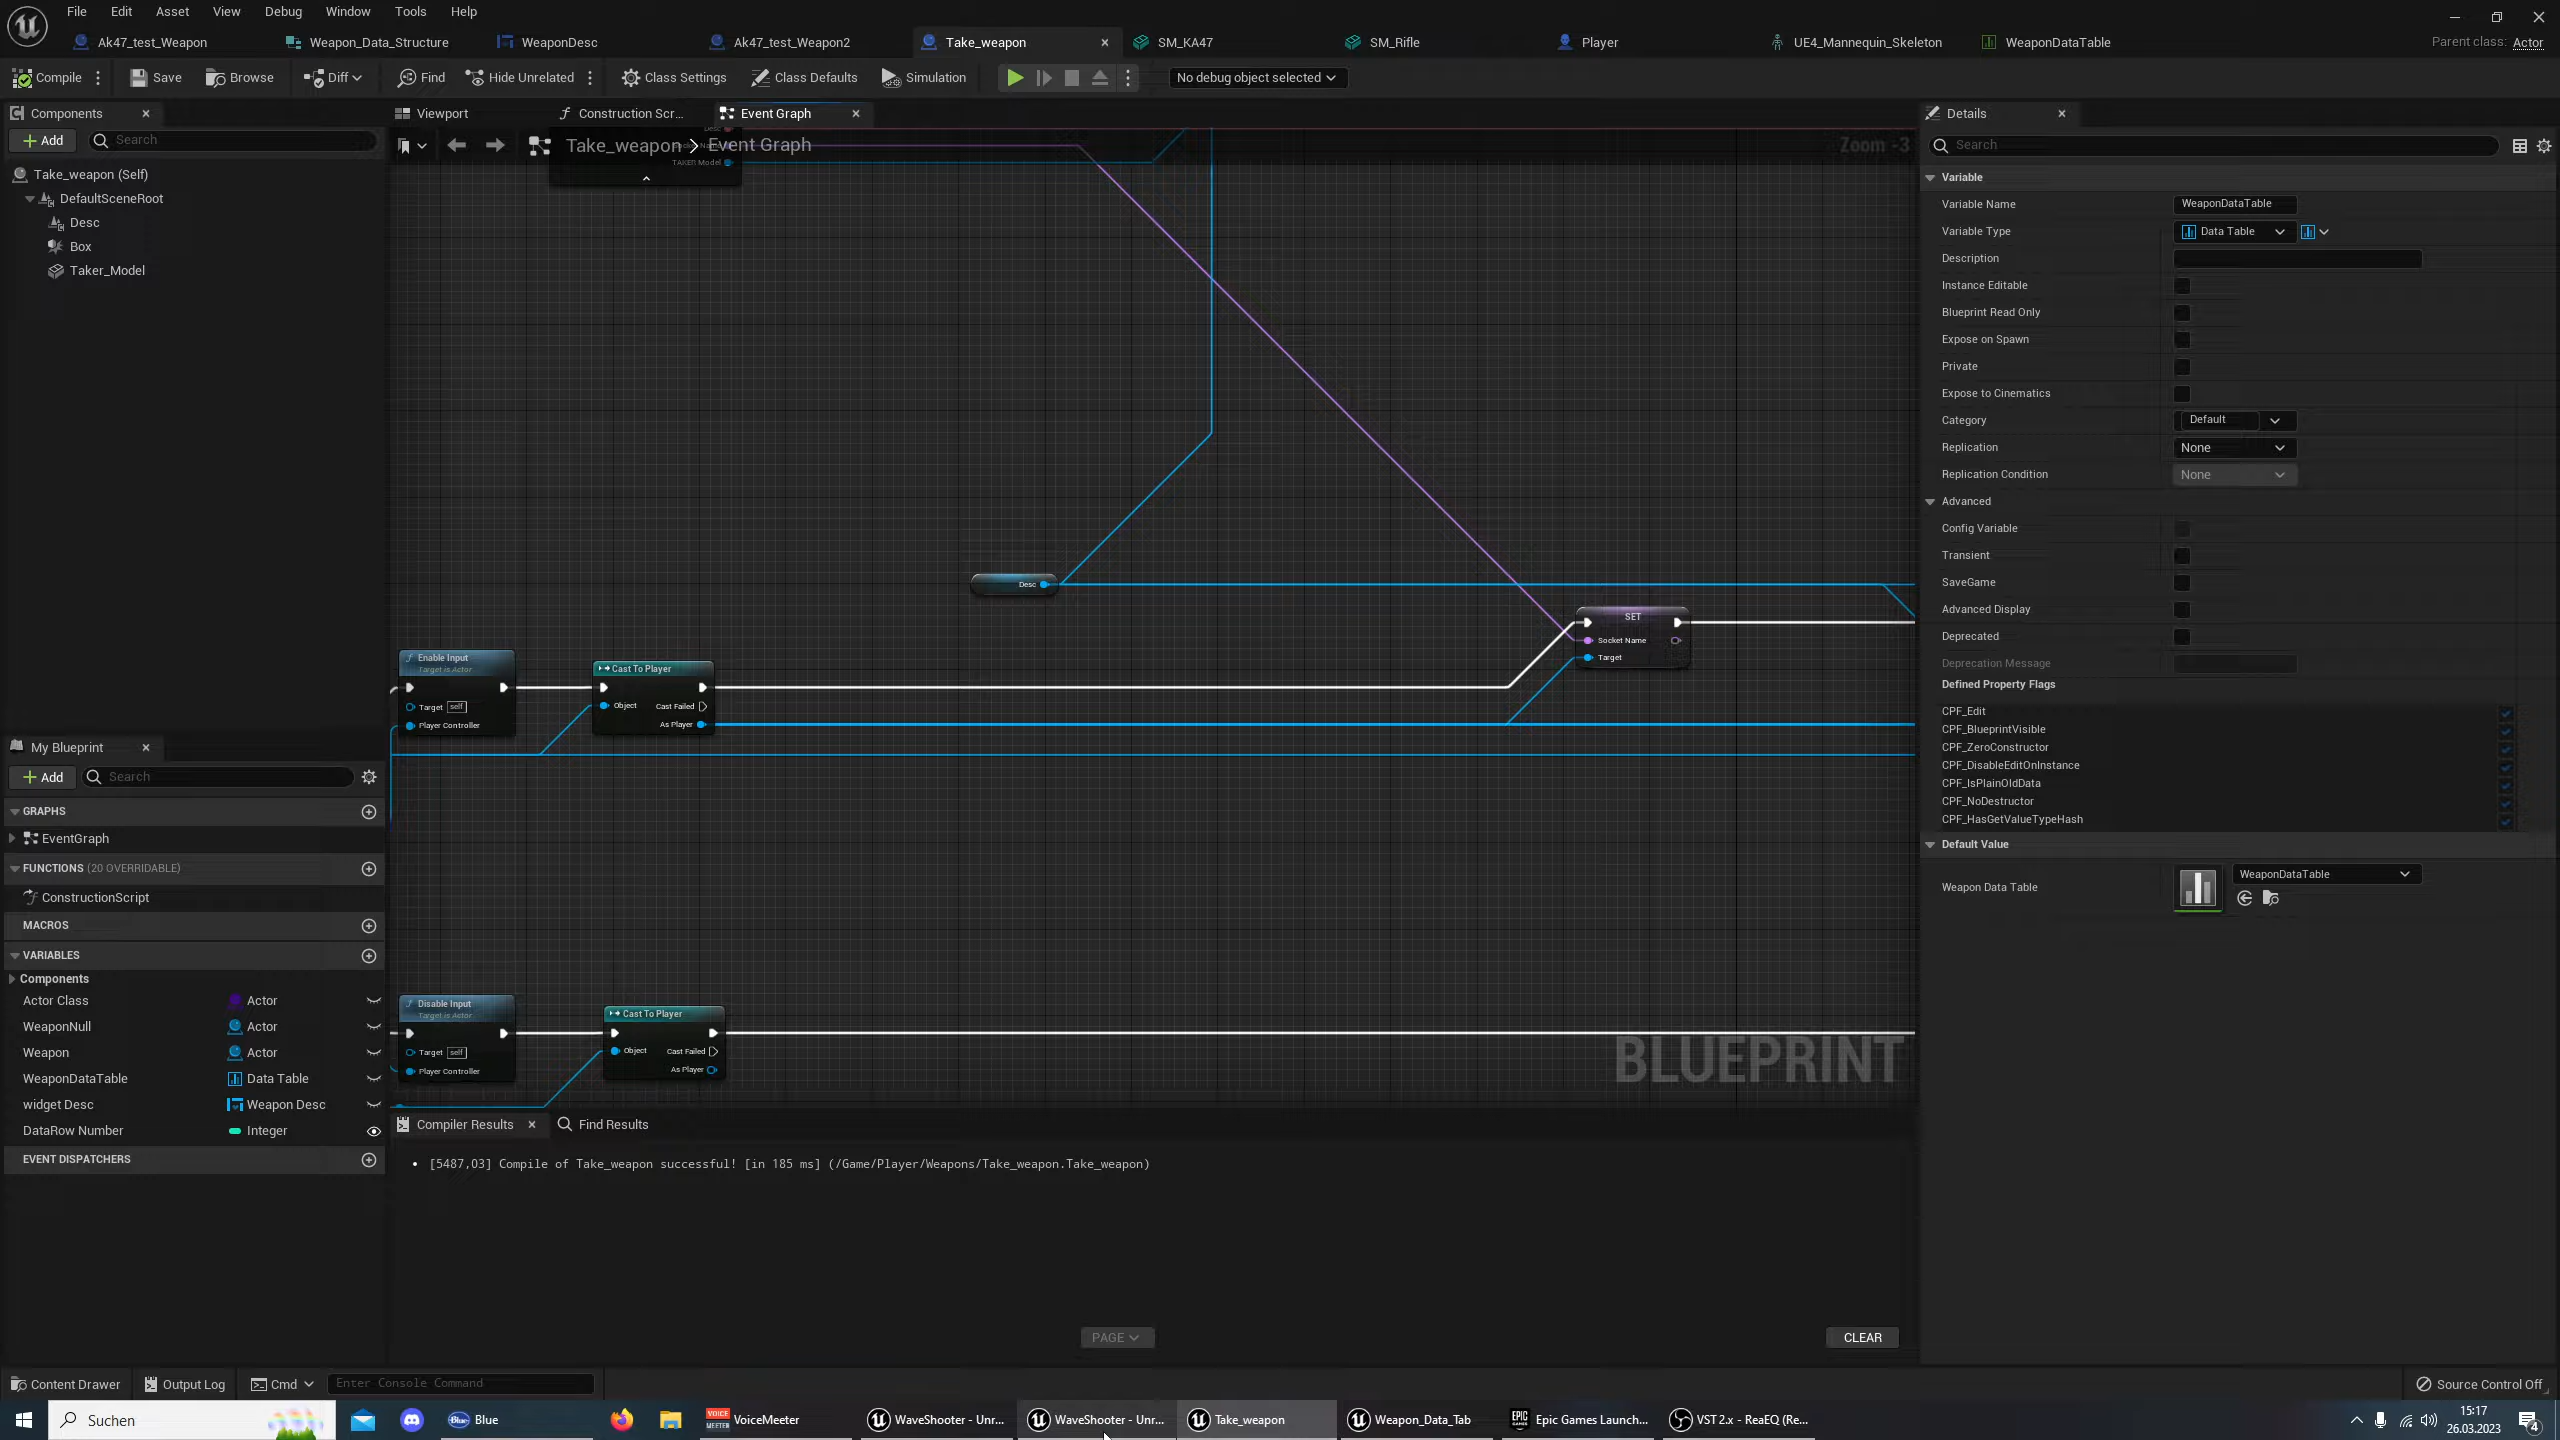 File Edit Asset View Debug Window Tools Help
Ak47_test_Weapon Weapon_Data_Structure WeaponDesc Ak47_test_Weapon2 Take_weapon SM_KA47 SM_Rifle Player UE4_Mannequin_Skeleton WeaponDataTable Parent class: Actor
Compile Save Browse Diff Find Hide Unrelated Class Settings Class Defaults Simulation No debug object selected
Components
Add Search
Take_weapon (Self)
DefaultSceneRoot
Desc
Box
Taker_Model
My Blueprint
Add Search
GRAPHS
EventGraph
FUNCTIONS (20 OVERRIDABLE)
ConstructionScript
MACROS
VARIABLES
Components
Actor Class Actor
WeaponNull Actor
Weapon Actor
WeaponDataTable Data Table
widget Desc Weapon Desc
DataRow Number Integer
EVENT DISPATCHERS
Viewport Construction Scr... Event Graph
Take_weapon > Event Graph
TAKER Model
Zoom -3
Desc
SET
Socket Name
Target
Enable Input
Target is Actor
Target self
Player Controller
Cast To Player
Object Cast Failed
As Player
Disable Input
Target is Actor
Target self
Player Controller
Cast To Player
Object Cast Failed
As Player
BLUEPRINT
Compiler Results Find Results
[5487,03] Compile of Take_weapon successful! [in 185 ms] (/Game/Player/Weapons/Take_weapon.Take_weapon)
PAGE
CLEAR
Details
Search
Variable
Variable Name WeaponDataTable
Variable Type Data Table
Description
Instance Editable
Blueprint Read Only
Expose on Spawn
Private
Expose to Cinematics
Category Default
Replication None
Replication Condition None
Advanced
Config Variable
Transient
SaveGame
Advanced Display
Deprecated
Deprecation Message
Defined Property Flags
CPF_Edit
CPF_BlueprintVisible
CPF_ZeroConstructor
CPF_DisableEditOnInstance
CPF_IsPlainOldData
CPF_NoDestructor
CPF_HasGetValueTypeHash
Default Value
Weapon Data Table WeaponDataTable
Content Drawer Output Log Cmd Enter Console Command Source Control Off
Suchen Blue VoiceMeeter WaveShooter - Unr... WaveShooter - Unr... Take_weapon Weapon_Data_Tab Epic Games Launch... VST 2.x - ReaEQ (Re... 15:17
26.03.2023
4